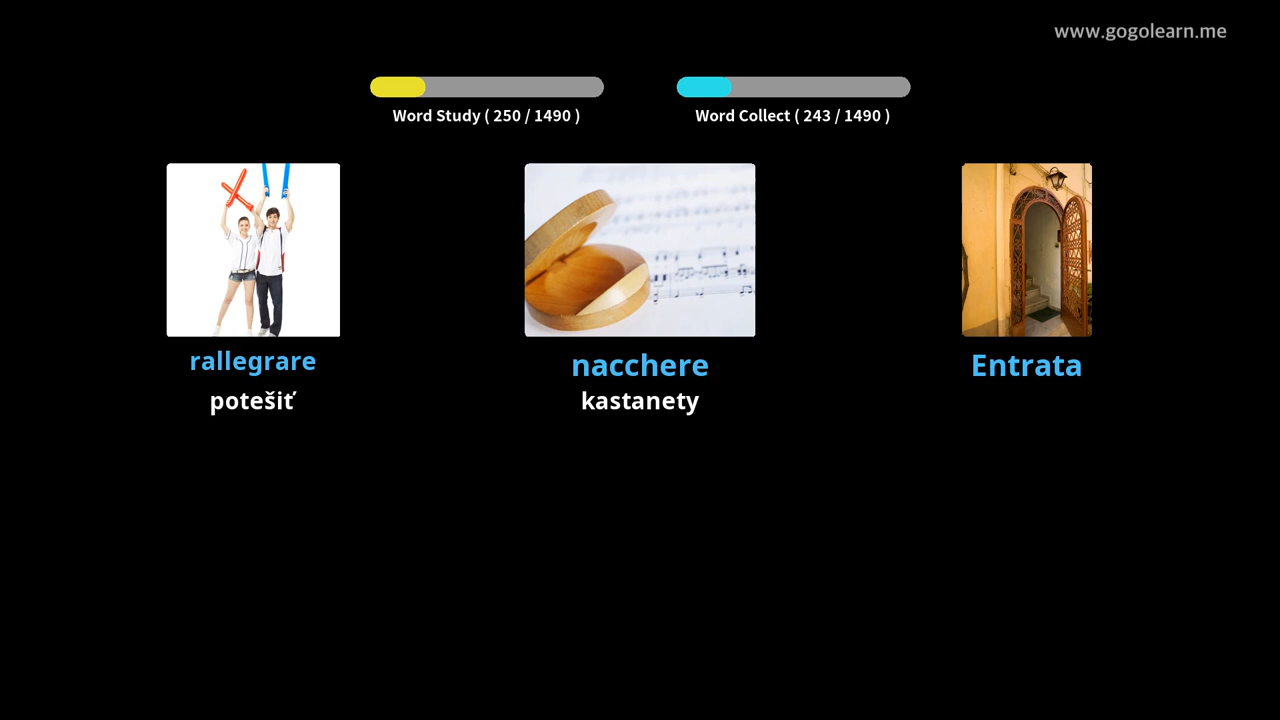 www.gogolearn.me
Word Study ( 250 / 1490 )
Word Collect ( 243 / 1490 )
rallegrare
potešiť
nacchere
kastanety
Entrata